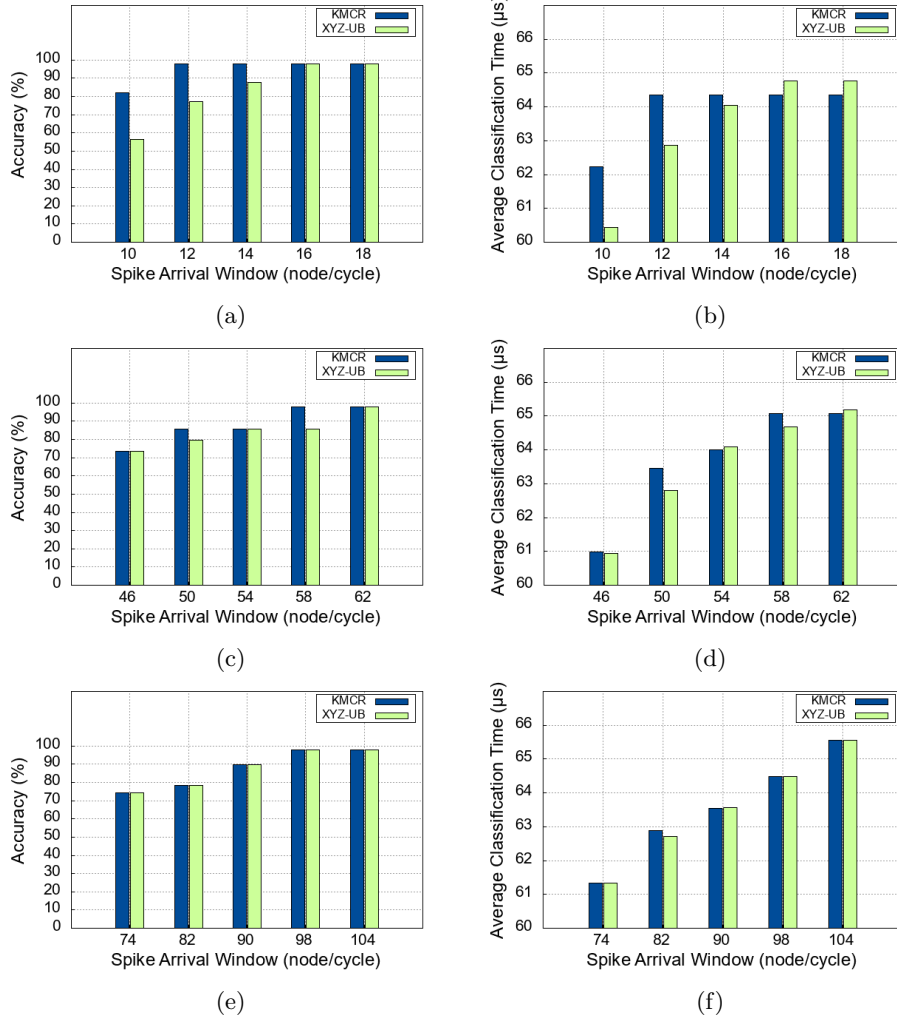 KMCR
XYZ-UB
100
90
80
70
60
50
40
30
20
10
0
Accuracy (%)
10 12 14 16 18
Spike Arrival Window (node/cycle)
(a)
KMCR
XYZ-UB
66
65
64
63
62
61
60
Average Classification Time (μs)
10 12 14 16 18
Spike Arrival Window (node/cycle)
(b)
KMCR
XYZ-UB
100
90
80
70
60
50
40
30
20
10
0
Accuracy (%)
46 50 54 58 62
Spike Arrival Window (node/cycle)
(c)
KMCR
XYZ-UB
66
65
64
63
62
61
60
Average Classification Time (μs)
46 50 54 58 62
Spike Arrival Window (node/cycle)
(d)
KMCR
XYZ-UB
100
90
80
70
60
50
40
30
20
10
0
Accuracy (%)
74 82 90 98 104
Spike Arrival Window (node/cycle)
(e)
KMCR
XYZ-UB
66
65
64
63
62
61
60
Average Classification Time (μs)
74 82 90 98 104
Spike Arrival Window (node/cycle)
(f)